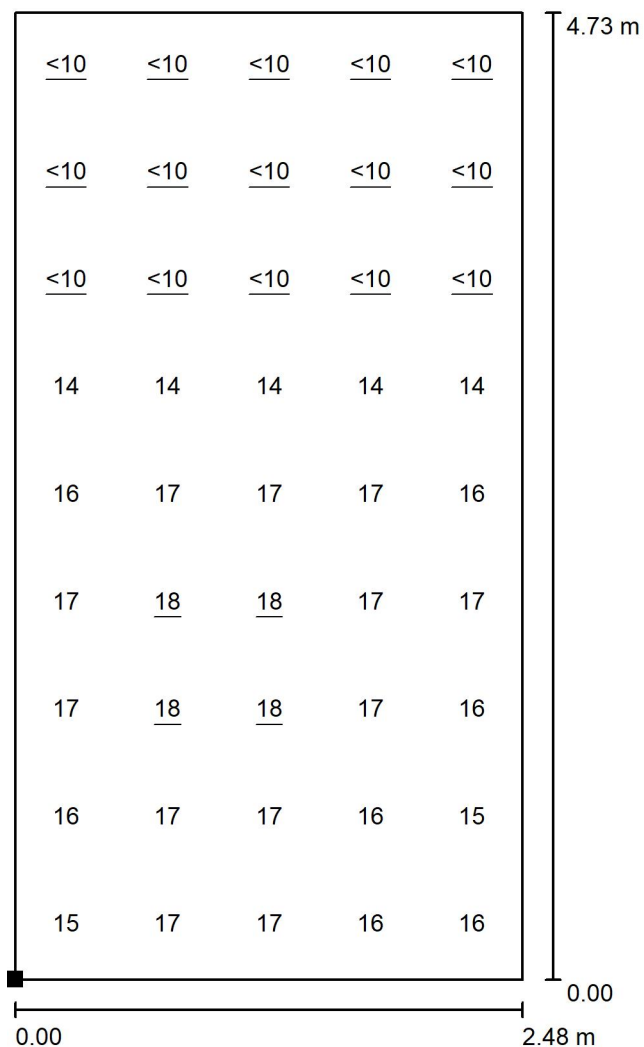 4.73 m
<10 <10 <10 <10 <10
<10 <10 <10 <10 <10
<10 <10 <10 <10 <10
14 14 14 14 14
16 17 17 17 16
17 18 18 17 17
17 18 18 17 16
16 17 17 16 15
15 17 17 16 16
0.00
0.00 2.48 m